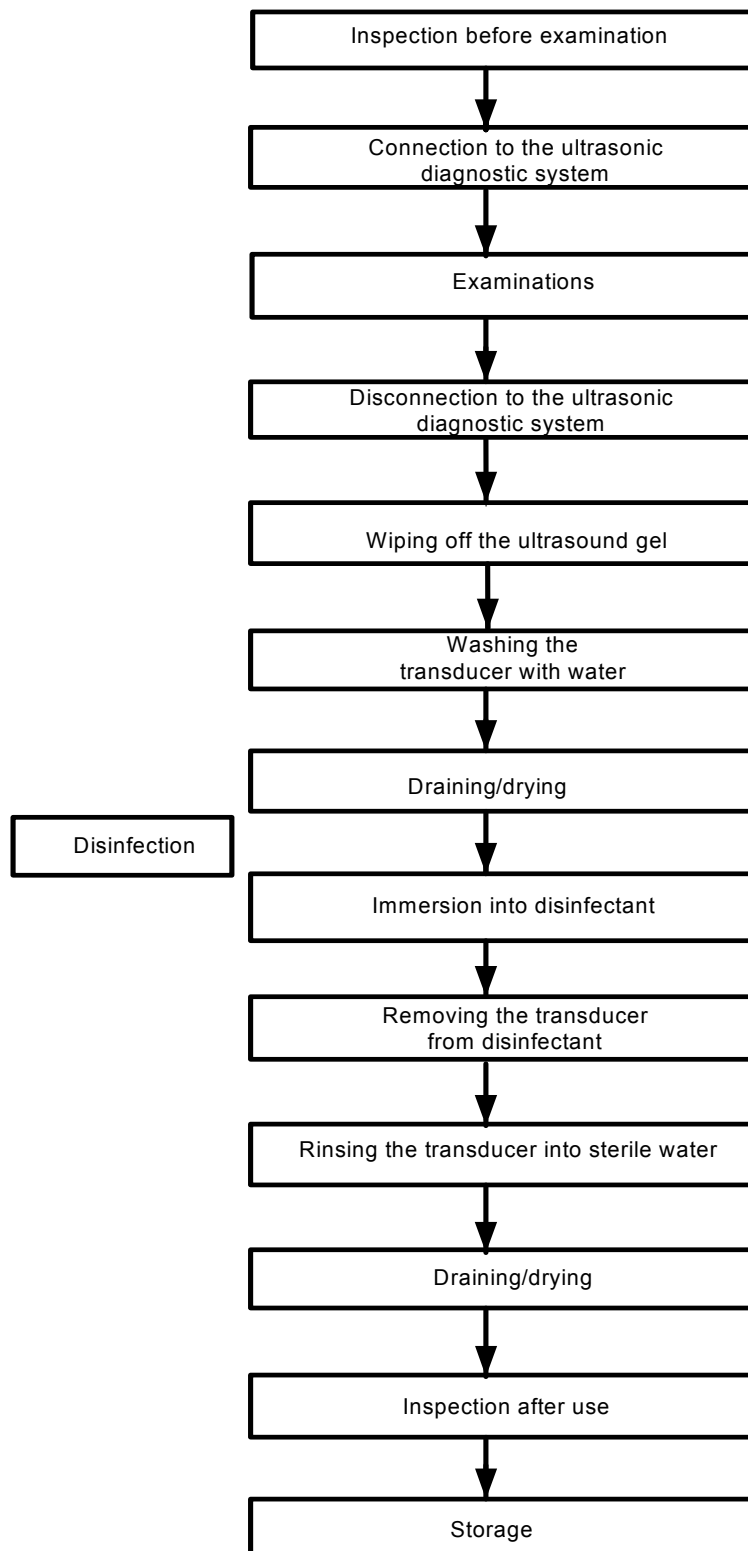 Inspection before examination
Connection to the ultrasonic
diagnostic system
Examinations
Disconnection to the ultrasonic
diagnostic system
Wiping off the ultrasound gel
Washing the
transducer with water
Draining/drying
Disinfection
Immersion into disinfectant
Removing the transducer
from disinfectant
Rinsing the transducer into sterile water
Draining/drying
Inspection after use
Storage